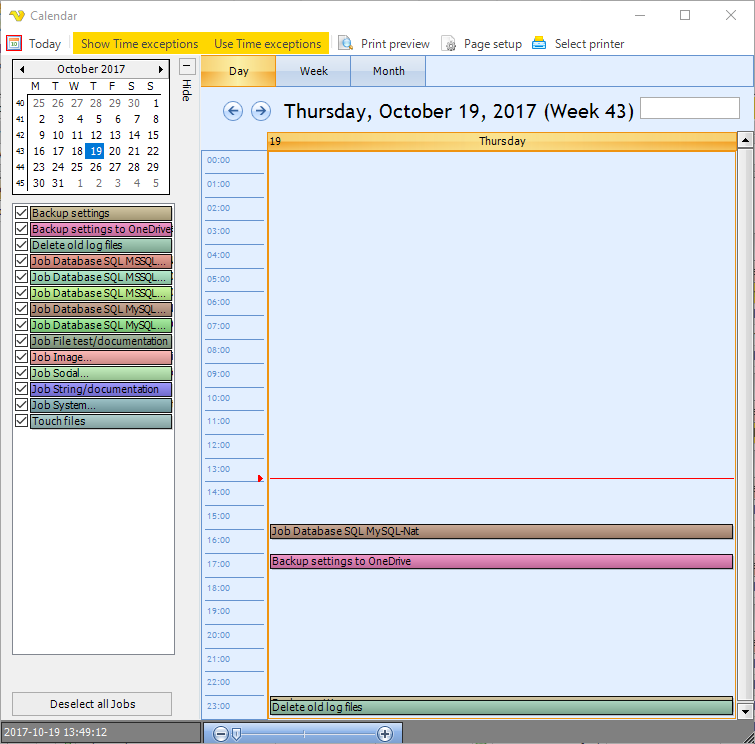 Calendar
Today Show Time exceptions Use Time exceptions Print preview Page setup Select printer
October 2017
M T W T F S S
40 25 26 27 28 29 30 1
41 2 3 4 5 6 7 8
42 9 10 11 12 13 14 15
43 16 17 18 19 20 21 22
44 23 24 25 26 27 28 29
45 30 31 1 2 3 4 5
Hide
Backup settings
Backup settings to OneDrive
Delete old log files
Job Database SQL MSSQL...
Job Database SQL MSSQL...
Job Database SQL MSSQL...
Job Database SQL MySQL...
Job Database SQL MySQL...
Job File test/documentation
Job Image...
Job Social...
Job String/documentation
Job System...
Touch files
Deselect all Jobs
2017-10-19 13:49:12
Day Week Month
Thursday, October 19, 2017 (Week 43)
19 Thursday
00:00
01:00
02:00
03:00
04:00
05:00
06:00
07:00
08:00
09:00
10:00
11:00
12:00
13:00
14:00
15:00
Job Database SQL MySQL-Nat
16:00
Backup settings to OneDrive
17:00
18:00
19:00
20:00
21:00
22:00
23:00
Delete old log files